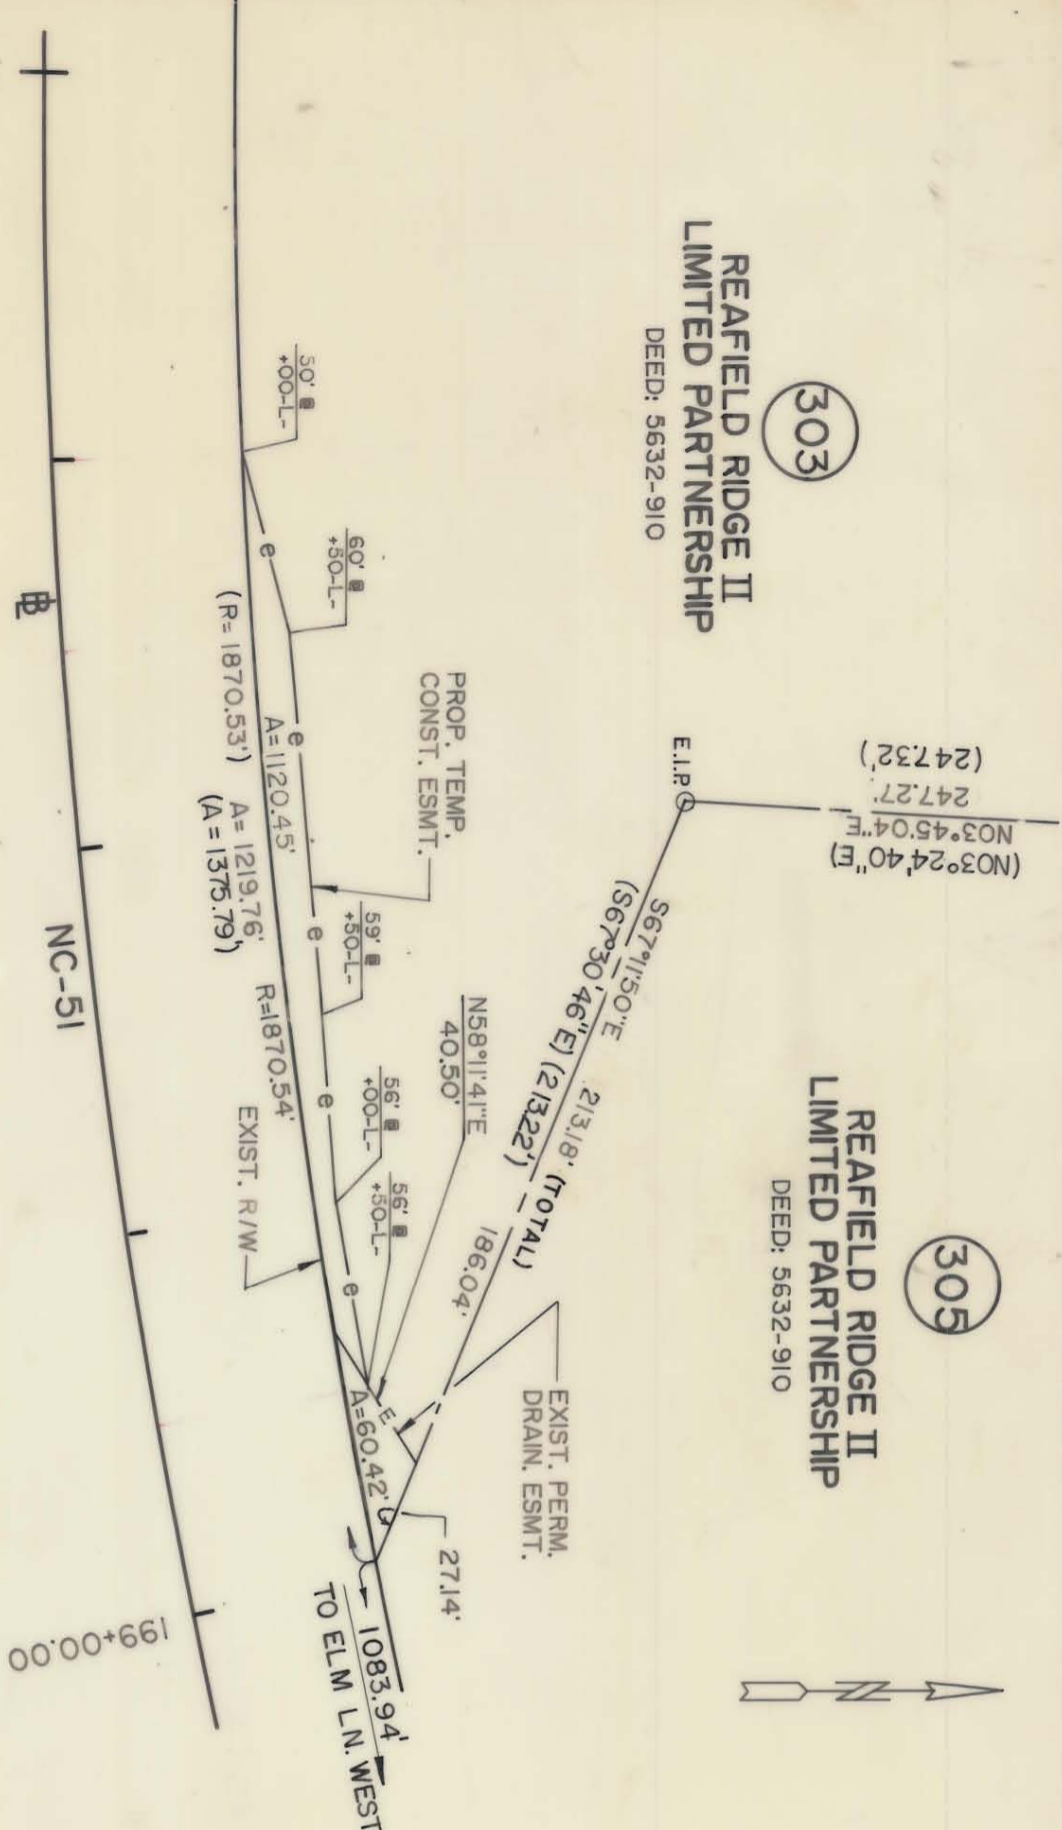 303
REAFIELD RIDGE II
LIMITED PARTNERSHIP
DEED: 5632-910
(N03°24'40"E)
N03°45'04"E
247.27'
(247.32')
305
REAFIELD RIDGE II
LIMITED PARTNERSHIP
DEED: 5632-910
E.I.P.
S67°11'50"E
213.18' (TOTAL)
(S67°30'46"E) (213.22')
186.04'
EXIST. PERM.
DRAIN. ESMT.
27.14'
N58°11'41"E
40.50'
PROP. TEMP.
CONST. ESMT.
50' @
+00-L-
60' @
+50-L-
59' @
+50-L-
56' @
+00-L-
56' @
+50-L-
e
e
e
e
e
E
A=1120.45'
A=60.42'
(R=1870.53')
A=1219.76'
R=1870.54'
(A=1375.79')
EXIST. R/W
1083.94'
TO ELM LN. WEST
BL
NC-51
199+00.00